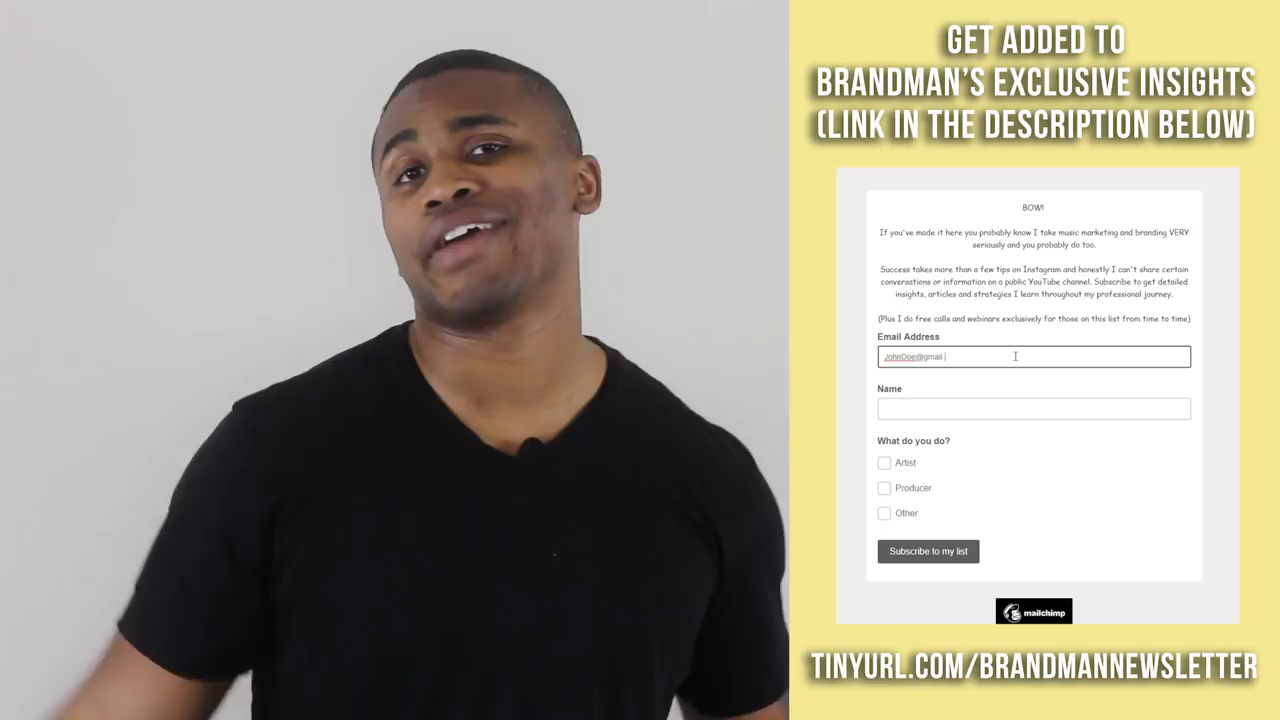 GET ADDED TO
BRANDMAN'S EXCLUSIVE INSIGHTS
(LINK IN THE DESCRIPTION BELOW)
BOW!
If you've made it here you probably know I take music marketing and branding VERY
seriously and you probably do too.
Success takes more than a few tips on Instagram and honestly I can't share certain
conversations or information on a public YouTube channel. Subscribe to get detailed
insights, articles and strategies I learn throughout my professional journey.
(Plus I do free calls and webinars exclusively for those on this list from time to time)
Email Address
JohnDoe@gmail
Name
What do you do?
Artist
Producer
Other
Subscribe to my list
mailchimp
TINYURL.COM/BRANDMANNEWSLETTER